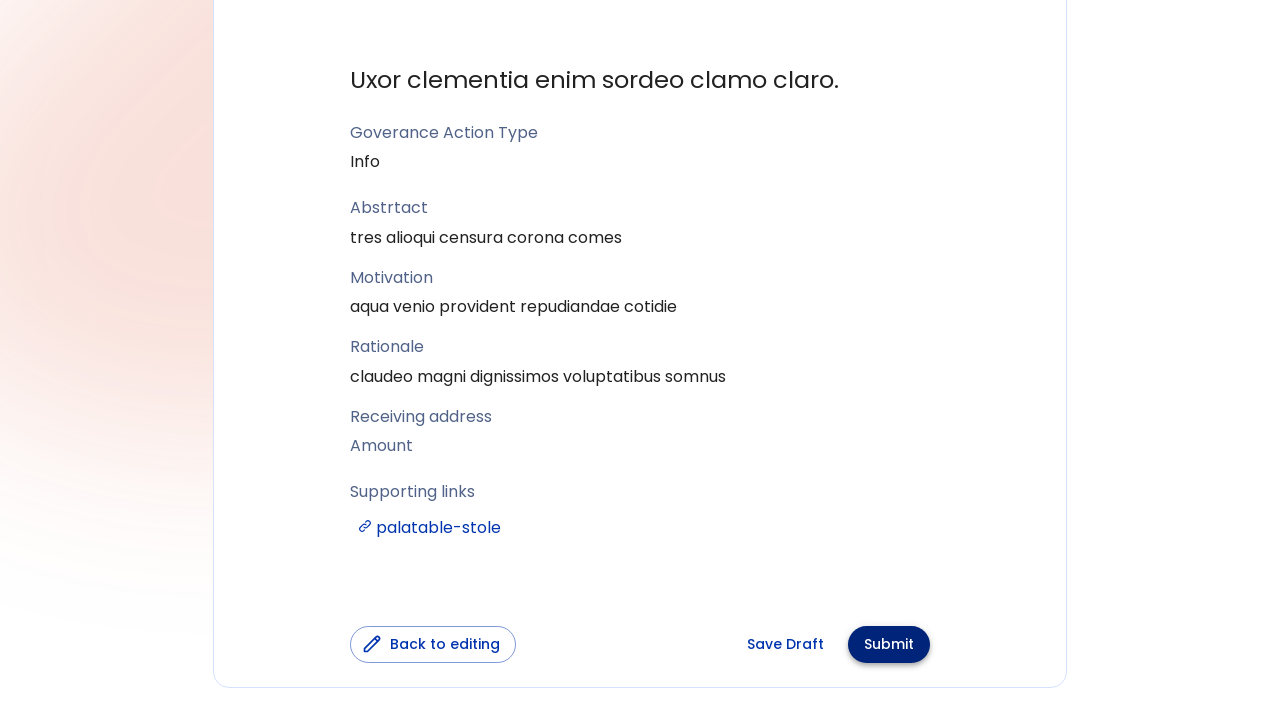 Uxor clementia enim sordeo clamo claro.
Goverance Action Type
Info
Abstrtact
tres alioqui censura corona comes
Motivation
aqua venio provident repudiandae cotidie
Rationale
claudeo magni dignissimos voluptatibus somnus
Receiving address
Amount
Supporting links
palatable-stole
Back to editing
Save Draft
Submit